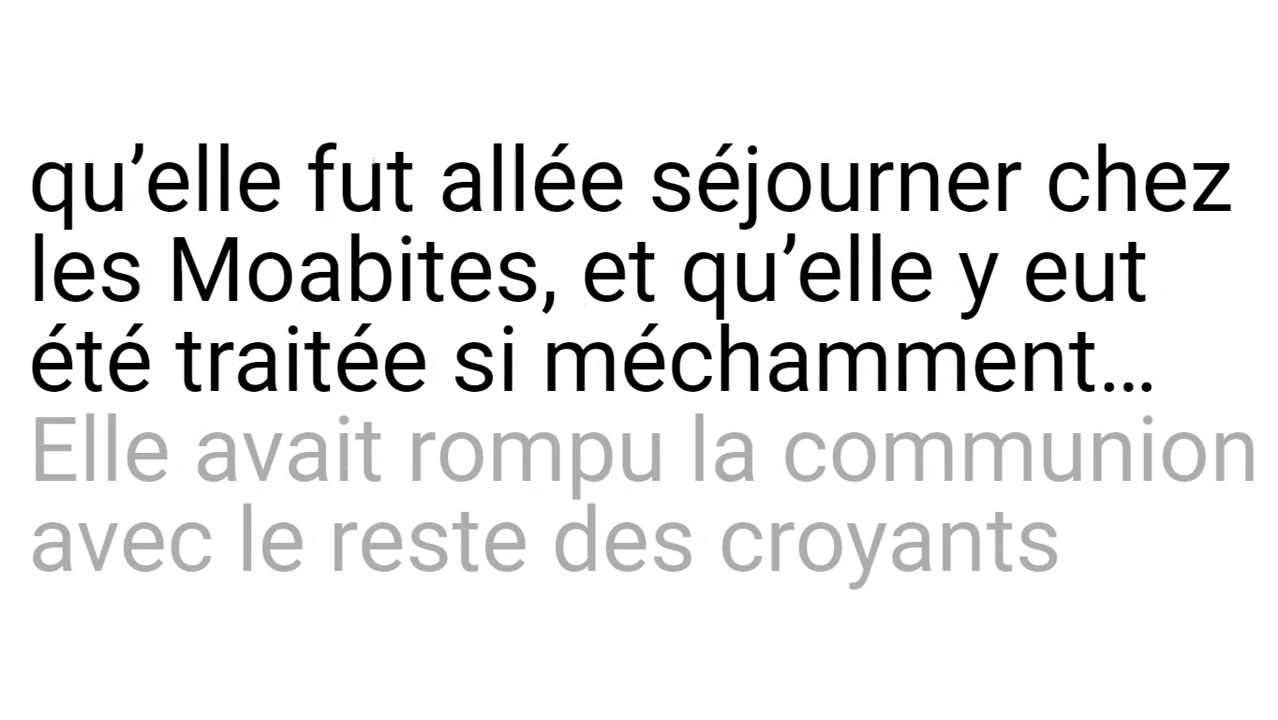 qu’elle fut allée séjourner chez
les Moabites, et qu’elle y eut
été traitée si méchamment…
Elle avait rompu la communion
avec le reste des croyants